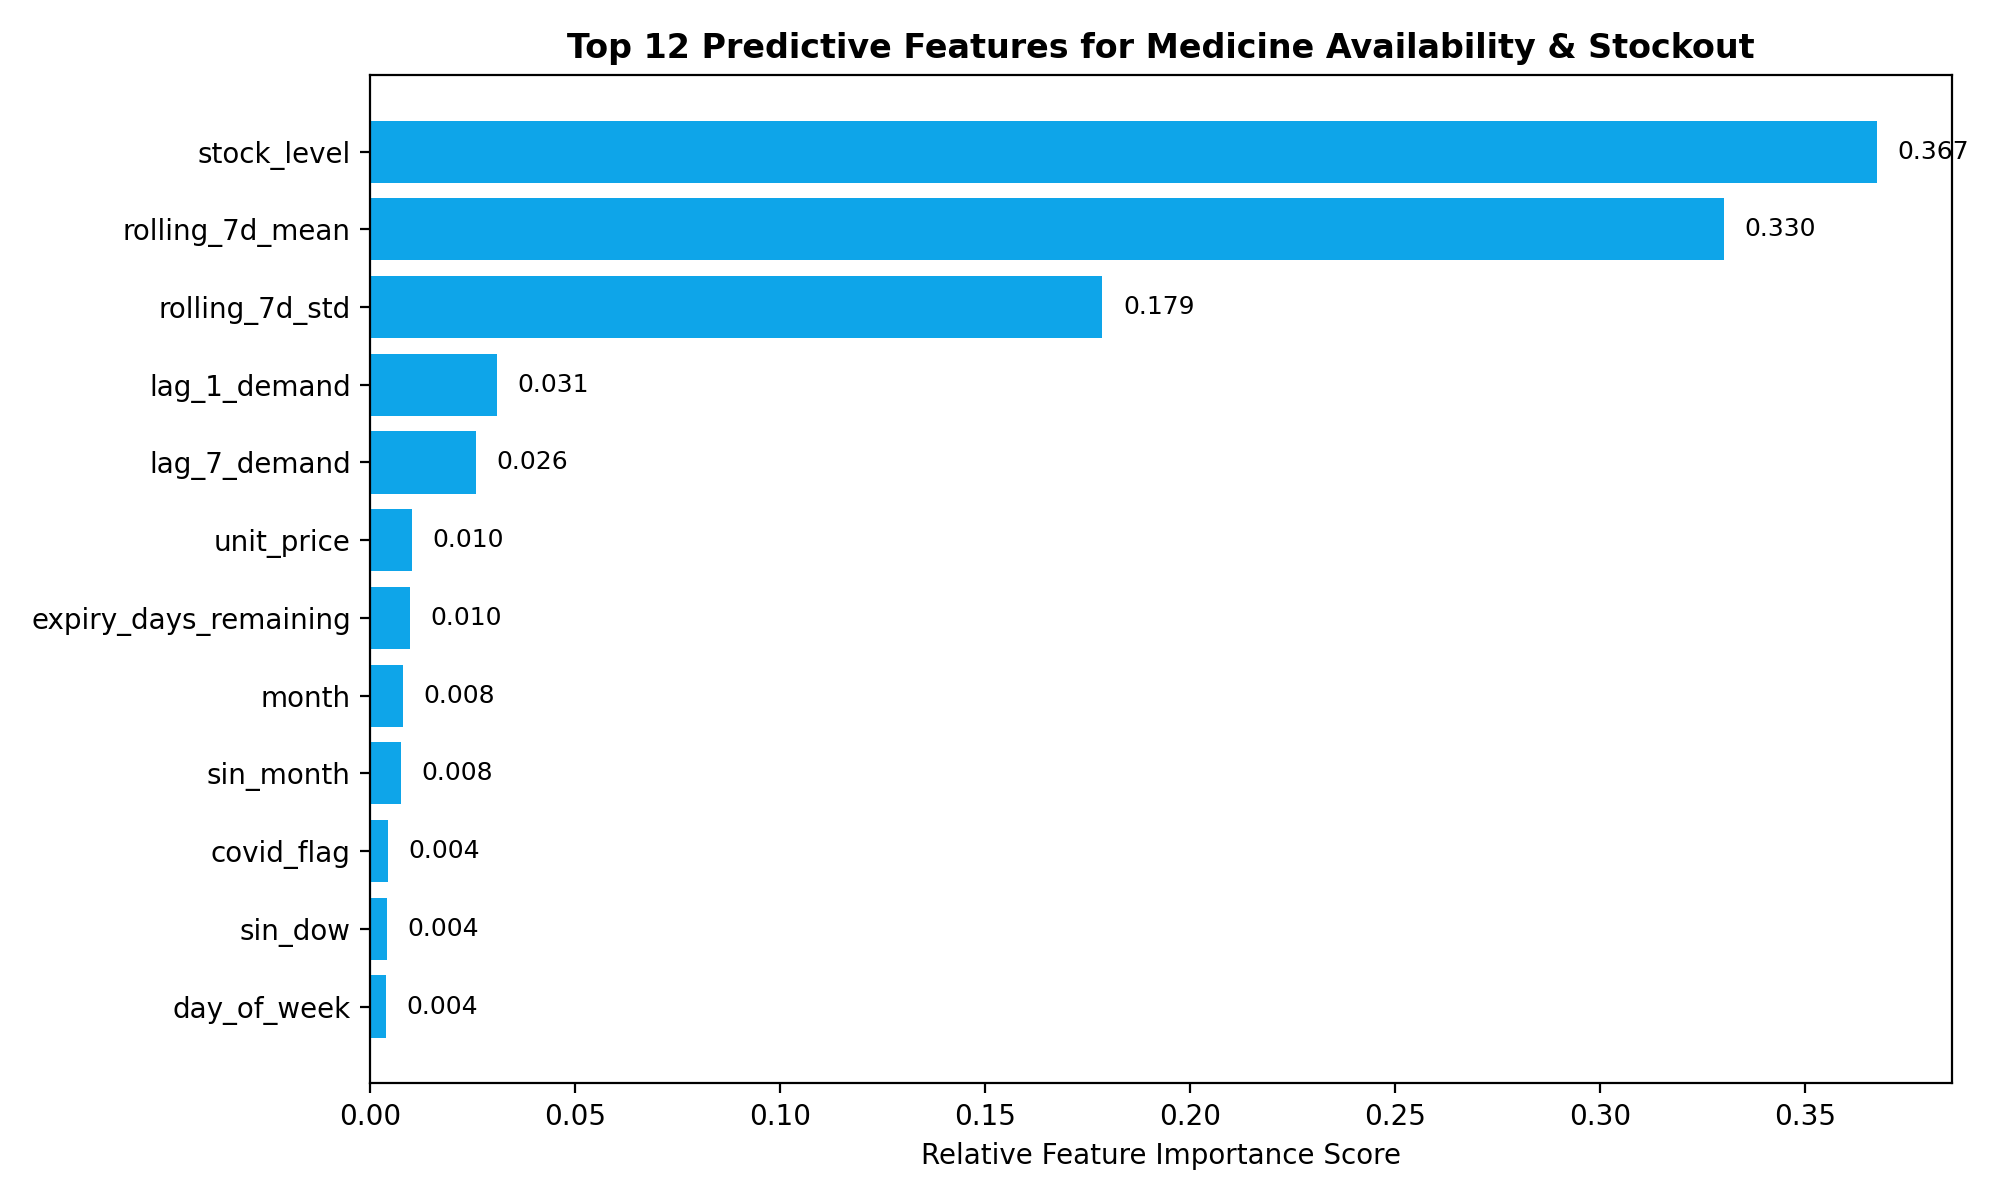 Top 12 Predictive Features for Medicine Availability & Stockout
stock_level 0.367
rolling_7d_mean 0.330
rolling_7d_std 0.179
lag_1_demand 0.031
lag_7_demand 0.026
unit_price 0.010
expiry_days_remaining 0.010
month 0.008
sin_month 0.008
covid_flag 0.004
sin_dow 0.004
day_of_week 0.004
0.00 0.05 0.10 0.15 0.20 0.25 0.30 0.35
Relative Feature Importance Score